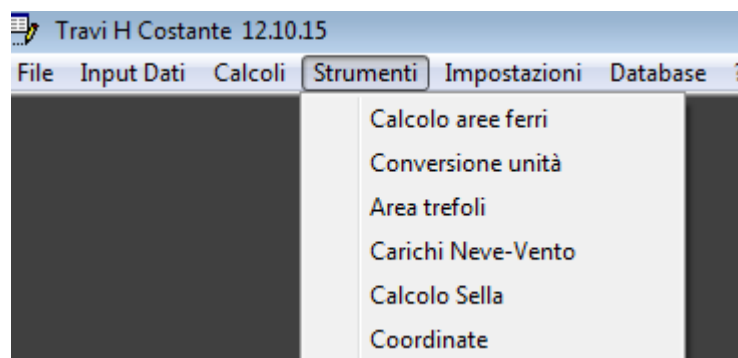 Travi H Costante 12.10.15
File Input Dati Calcoli Strumenti Impostazioni Database ?
Calcolo aree ferri
Conversione unità
Area trefoli
Carichi Neve-Vento
Calcolo Sella
Coordinate